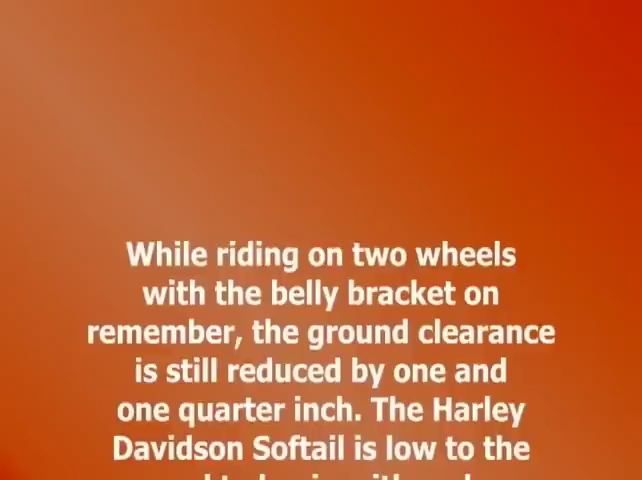 While riding on two wheels
with the belly bracket on
remember, the ground clearance
is still reduced by one and
one quarter inch. The Harley
Davidson Softail is low to the